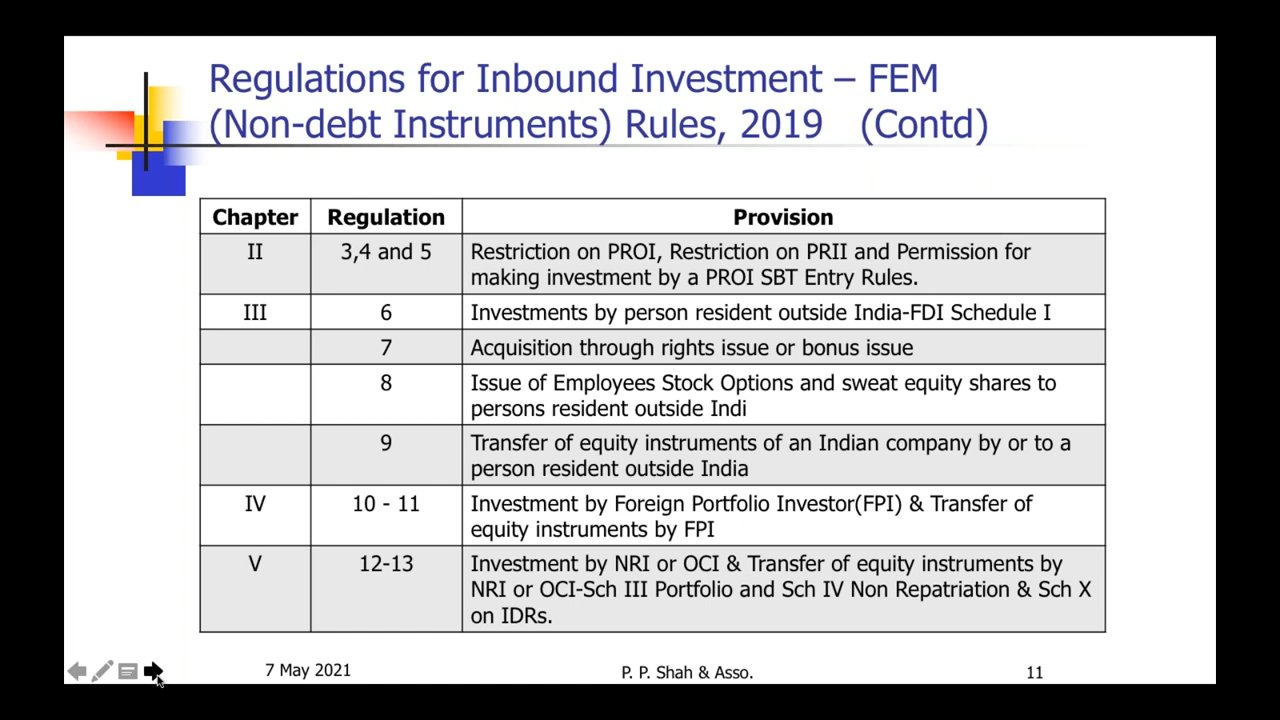 Regulations for Inbound Investment – FEM
(Non-debt Instruments) Rules, 2019 (Contd)
Chapter Regulation Provision
II 3,4 and 5 Restriction on PROI, Restriction on PRII and Permission for
making investment by a PROI SBT Entry Rules.
III 6 Investments by person resident outside India-FDI Schedule I
7 Acquisition through rights issue or bonus issue
8 Issue of Employees Stock Options and sweat equity shares to
persons resident outside Indi
9 Transfer of equity instruments of an Indian company by or to a
person resident outside India
IV 10 - 11 Investment by Foreign Portfolio Investor(FPI) & Transfer of
equity instruments by FPI
V 12-13 Investment by NRI or OCI & Transfer of equity instruments by
NRI or OCI-Sch III Portfolio and Sch IV Non Repatriation & Sch X
on IDRs.
7 May 2021 P. P. Shah & Asso. 11